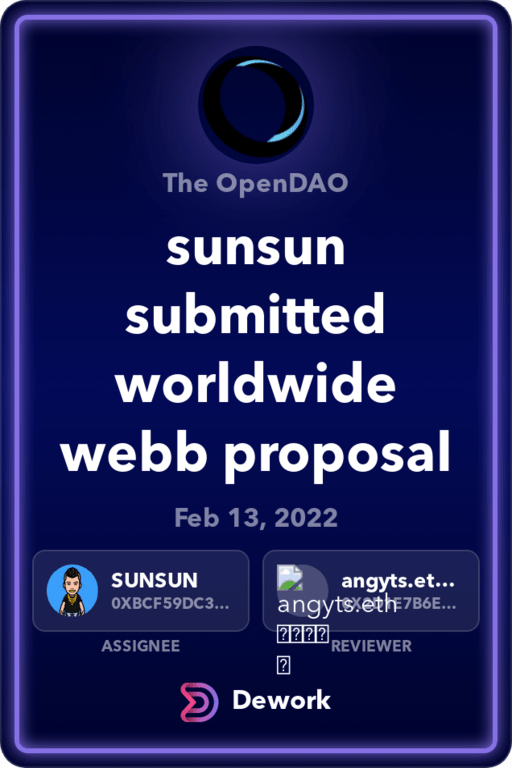 The OpenDAO
sunsun
submitted
worldwide
webb proposal
Feb 13, 2022
SUNSUN
0XBCF59DC3...
angyts.et...
angyts.eth
ASSIGNEE
REVIEWER
Dework